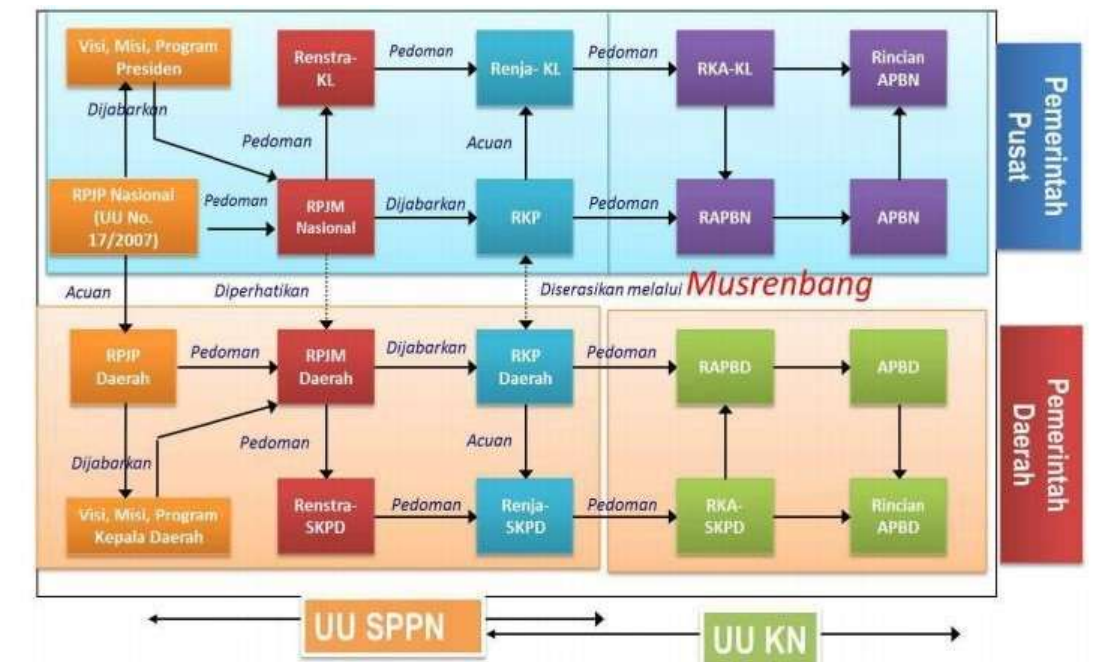 Visi, Misi, Program
Presiden
Renstra-
KL
Pedoman
Renja- KL
Pedoman
RKA-KL
Rincian
APBN
Pemerintah
Pusat
Dijabarkan
Pedoman
Acuan
RPJP Nasional
(UU No.
17/2007)
Pedoman
RPJM
Nasional
Dijabarkan
RKP
Pedoman
RAPBN
APBN
Acuan
Diperhatikan
Diserasikan melalui Musrenbang
RPJP
Daerah
Pedoman
RPJM
Daerah
Dijabarkan
RKP
Daerah
Pedoman
RAPBD
APBD
Pemerintah
Daerah
Dijabarkan
Pedoman
Acuan
Visi, Misi, Program
Kepala Daerah
Renstra-
SKPD
Pedoman
Renja-
SKPD
Pedoman
RKA-
SKPD
Rincian
APBD
UU SPPN
UU KN